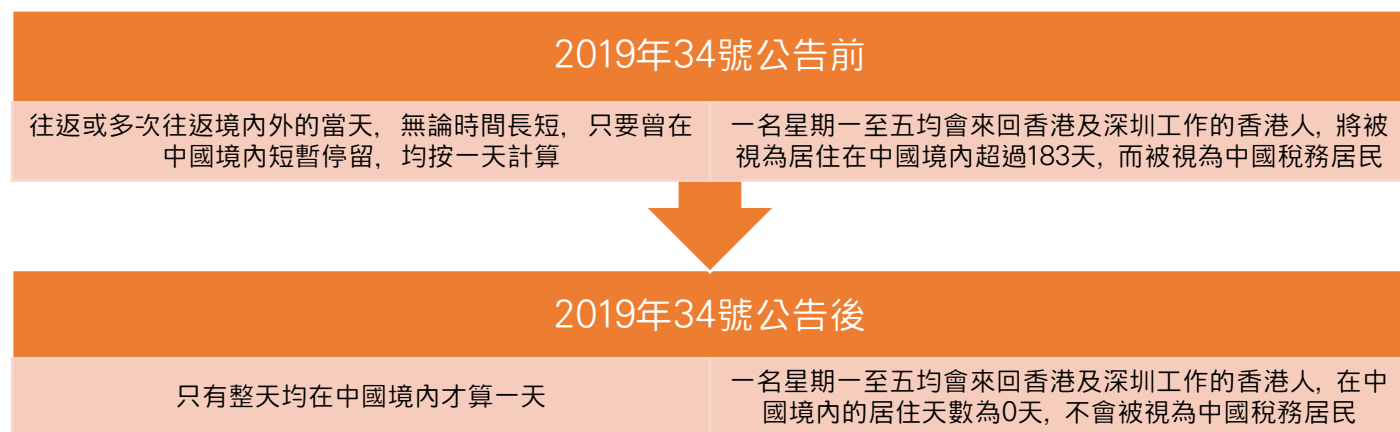 2019年34號公告前
往返或多次往返境內外的當天, 無論時間長短, 只要曾在
中國境內短暫停留, 均按一天計算
一名星期一至五均會來回香港及深圳工作的香港人, 將被
視為居住在中國境內超過183天, 而被視為中國稅務居民
2019年34號公告後
只有整天均在中國境內才算一天
一名星期一至五均會來回香港及深圳工作的香港人, 在中
國境內的居住天數為0天, 不會被視為中國稅務居民